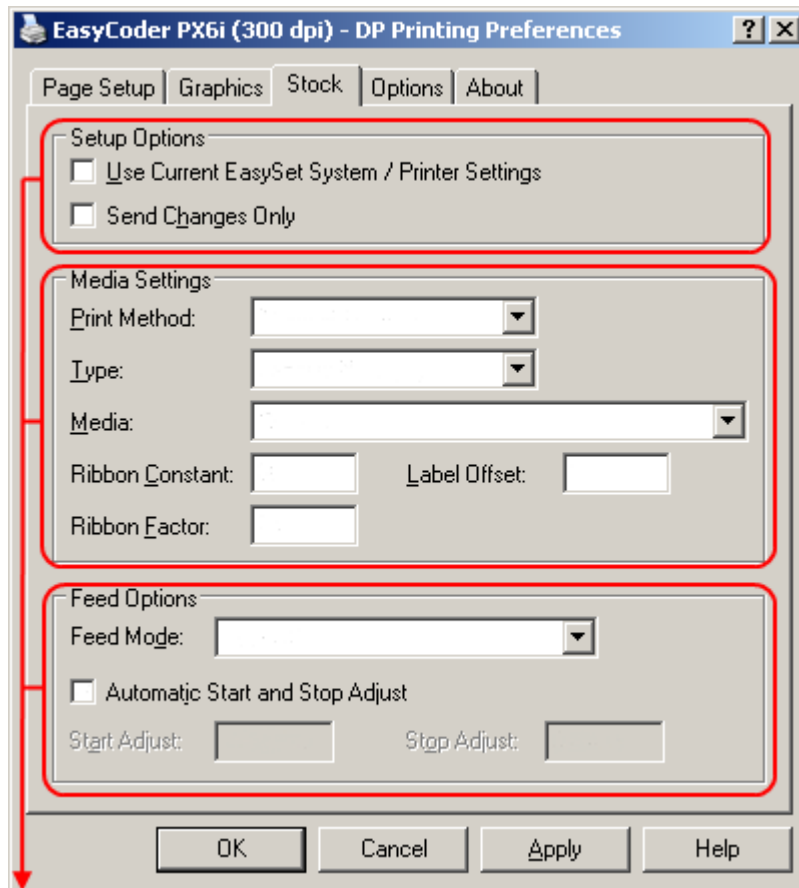 EasyCoder PX6i (300 dpi) - DP Printing Preferences
Page Setup Graphics Stock Options About
Setup Options
Use Current EasySet System / Printer Settings
Send Changes Only
Media Settings
Print Method:
Type:
Media:
Ribbon Constant: Label Offset:
Ribbon Factor:
Feed Options
Feed Mode:
Automatic Start and Stop Adjust
Start Adjust: Stop Adjust:
OK Cancel Apply Help